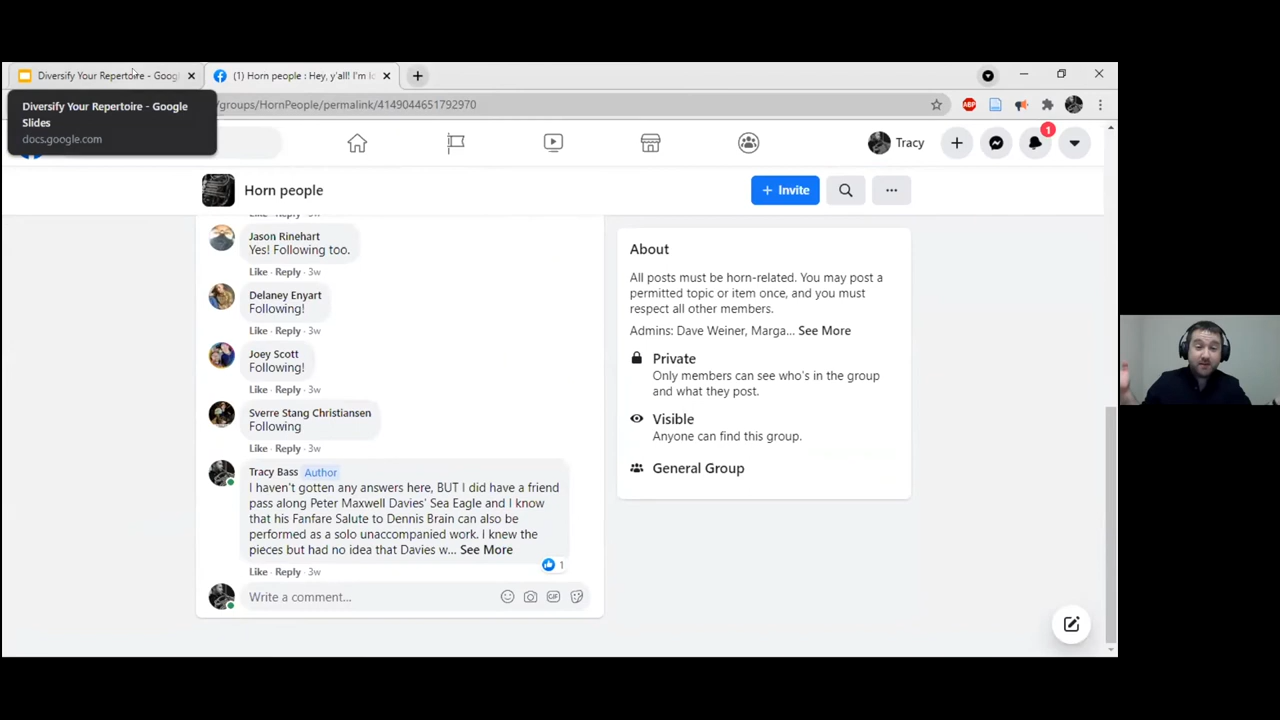 Diversify Your Repertoire - Googl
(1) Horn people : Hey, y'all! I'm lo
Diversify Your Repertoire - Google
Slides
docs.google.com
/groups/HornPeople/permalink/4149044651792970
ABP
Tracy
1
Horn people
+ Invite
Like · Reply · 3w
Jason Rinehart
Yes! Following too.
Like · Reply · 3w
Delaney Enyart
Following!
Like · Reply · 3w
Joey Scott
Following!
Like · Reply · 3w
Sverre Stang Christiansen
Following
Like · Reply · 3w
Tracy Bass Author
I haven't gotten any answers here, BUT I did have a friend
pass along Peter Maxwell Davies' Sea Eagle and I know
that his Fanfare Salute to Dennis Brain can also be
performed as a solo unaccompanied work. I knew the
pieces but had no idea that Davies w... See More
1
Like · Reply · 3w
Write a comment...
GIF
About
All posts must be horn-related. You may post a
permitted topic or item once, and you must
respect all other members.
Admins: Dave Weiner, Marga... See More
Private
Only members can see who's in the group
and what they post.
Visible
Anyone can find this group.
General Group